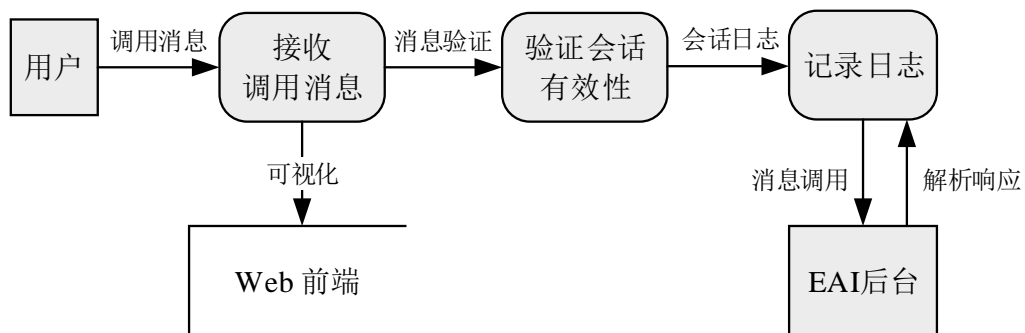 用户
调用消息
接收
调用消息
消息验证
验证会话
有效性
会话日志
记录日志
可视化
消息调用
解析响应
Web 前端
EAI后台